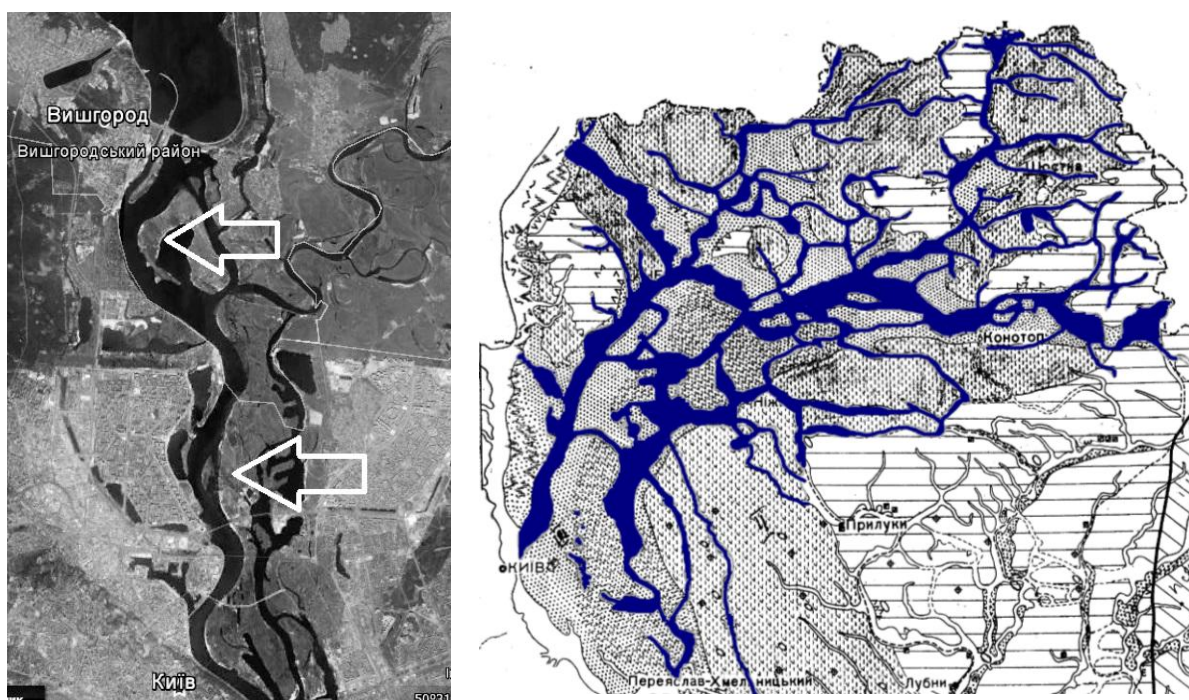 Вишгород
Вишгородський район
Київ
Шостка
Конотоп
Прилуки
КИЇВ
Переяслав-Хмельницький
Лубни